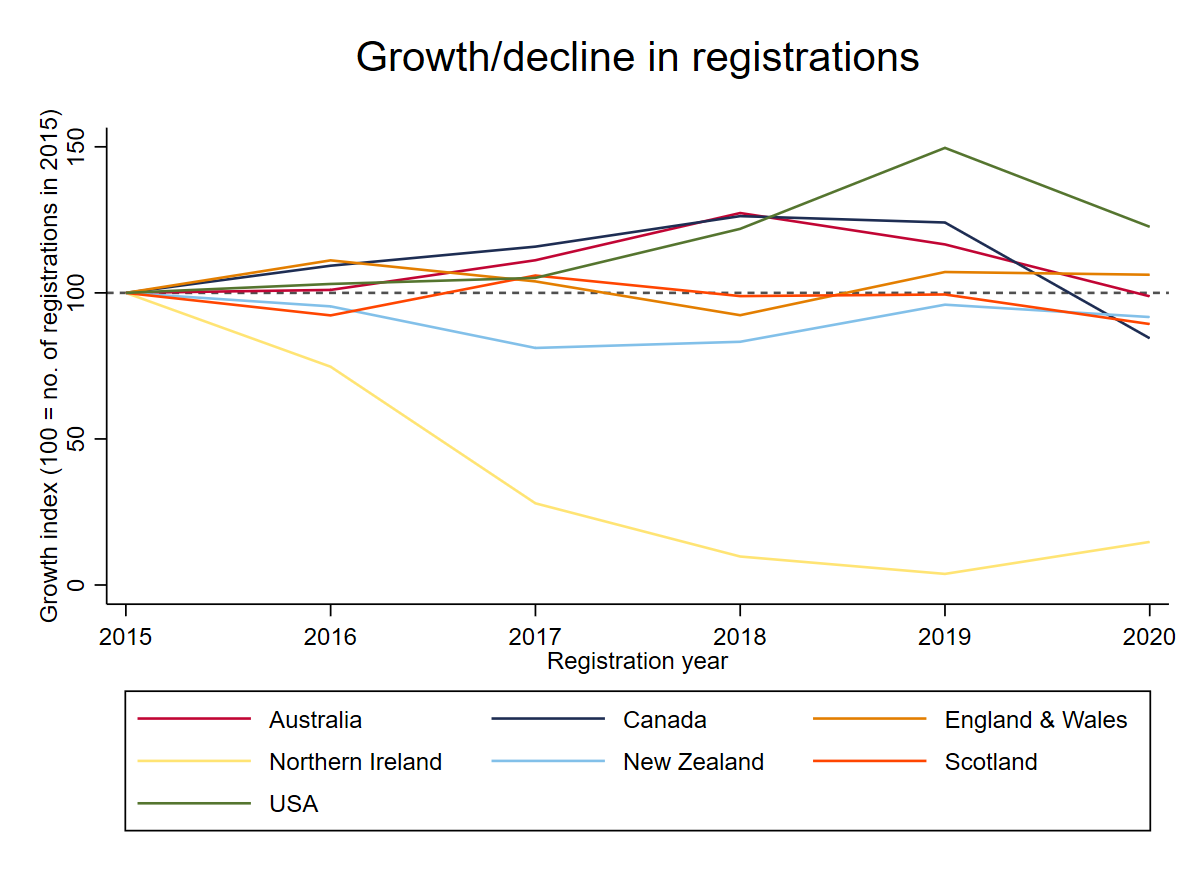 Growth/decline in registrations
Growth index (100 = no. of registrations in 2015)
150
100
50
0
2015 2016 2017 2018 2019 2020
Registration year
Australia Canada England & Wales
Northern Ireland New Zealand Scotland
USA